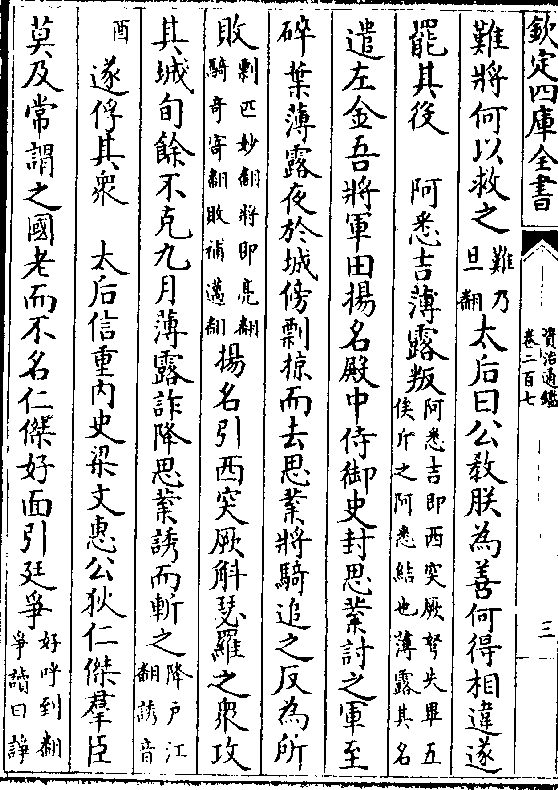 欽定四庫全書
資治通鑑
卷二百七
三
難將何以救之難乃旦翻太后曰公教朕為善何得相違遂
罷其後 阿悉吉薄露叛阿悉吉即西突厥弩失畢五俟斤之阿悉結也薄露其名
遣左金吾將軍田揚名殿中侍御史封思業討之軍至
碎葉薄露夜於城傍剽掠而去思業將騎追之反為所
敗剽匹妙翻將即亮翻騎奇寄翻敗補邁翻揚名引西突厥斛瑟羅之衆攻
其城旬餘不克九月薄露詐降思業誘而斬之降户江翻誘音
酉遂俘其衆 太后信重内史梁文惠公狄仁傑羣臣
莫及常謂之國老而不名仁傑好面引廷爭好呼到翻爭讀曰諍